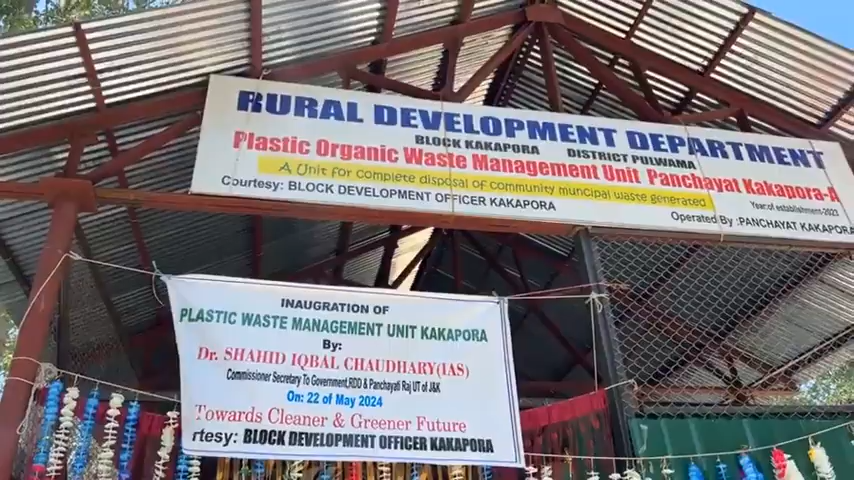 RURAL DEVELOPMENT DEPARTMENT
BLOCK KAKAPORA DISTRICT PULWAMA
Plastic Organic Waste Management Unit, Panchayat Kakapora-A
A Unit for Complete disposal of Community Municipal waste generated
Year of establishment-2023
Courtesy: BLOCK DEVELOPMENT OFFICER KAKAPORA
Operated By: PANCHAYAT KAKAPORA
INAUGRATION OF
PLASTIC WASTE MANAGEMENT UNIT KAKAPORA
By:
Dr. SHAHID IQBAL CHAUDHARY(IAS)
Commissioner Secretary to Government,RDD & Panchayati Raj UT of J&K
On: 22 of May 2024
Towards Cleaner & Greener Future
rtesy: BLOCK DEVELOPMENT OFFICER KAKAPORA